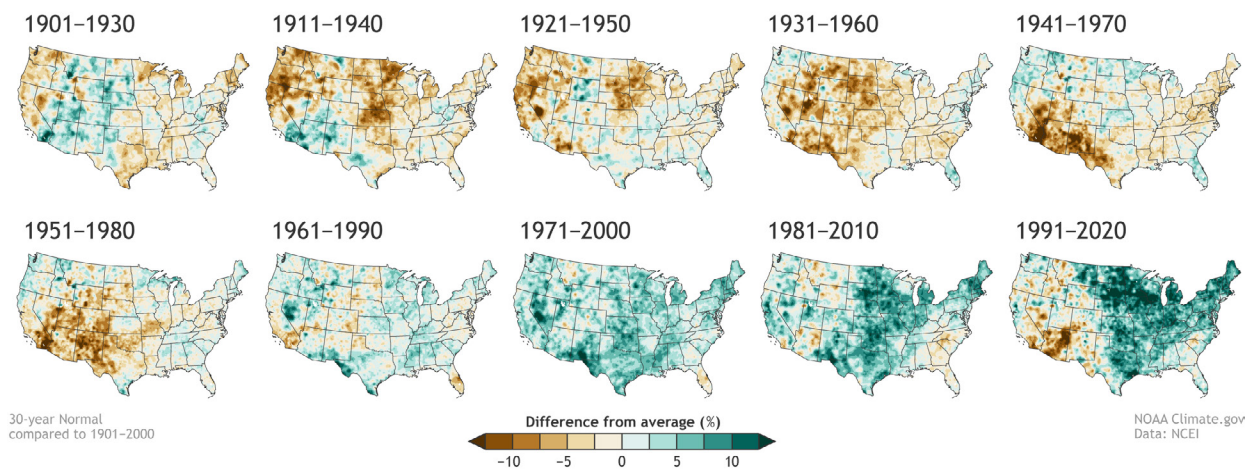 1901–1930
1911–1940
1921–1950
1931–1960
1941–1970
1951–1980
1961–1990
1971–2000
1981–2010
1991–2020
30-year Normal
compared to 1901–2000
Difference from average (%)
−10 −5 0 5 10
NOAA Climate.gov
Data: NCEI